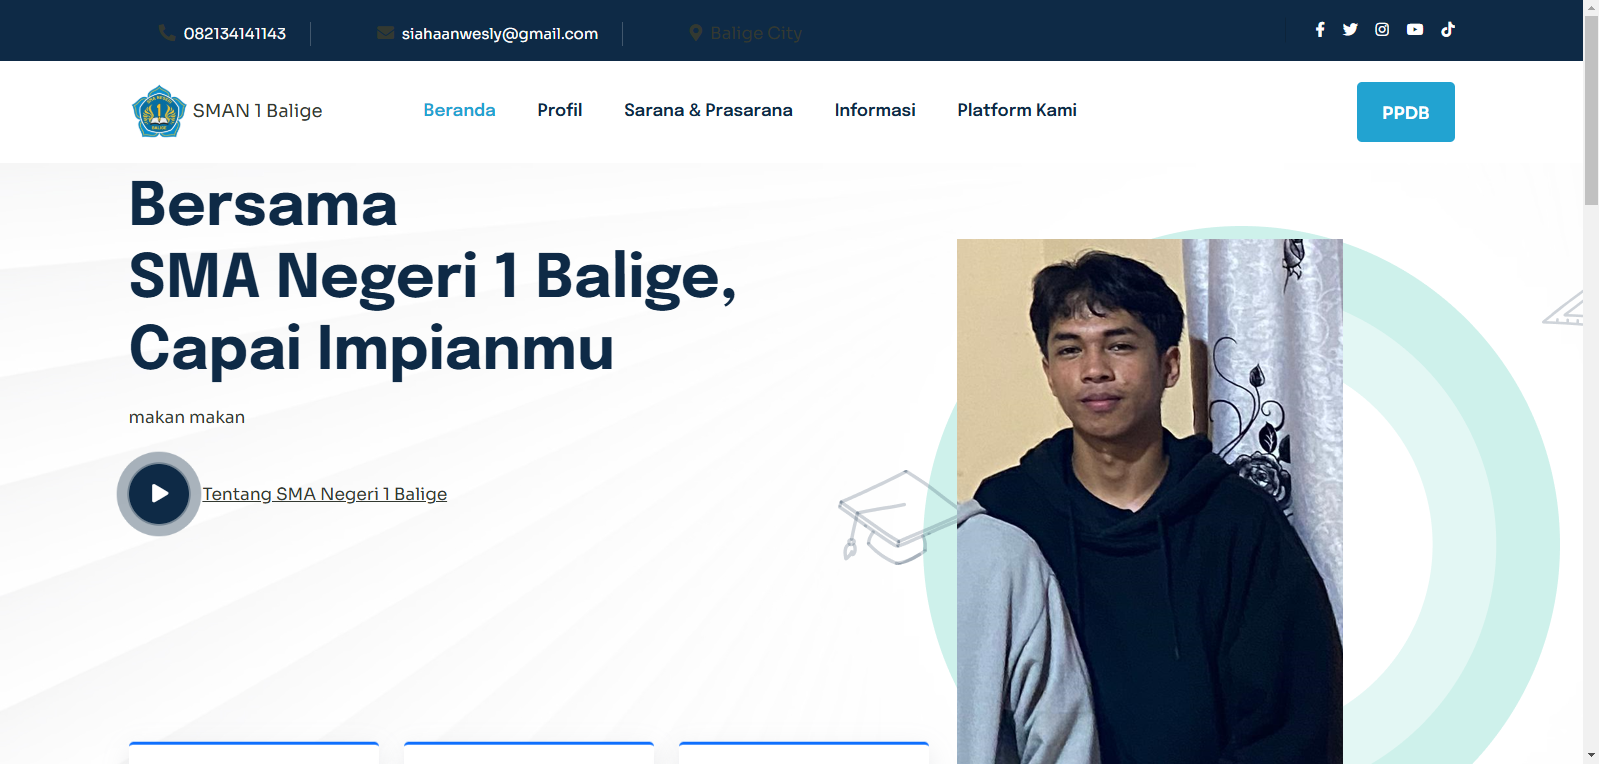 082134141143
siahaanwesly@gmail.com
Balige City
SMAN 1 Balige
Beranda
Profil
Sarana & Prasarana
Informasi
Platform Kami
PPDB
Bersama
SMA Negeri 1 Balige,
Capai Impianmu
makan makan
Tentang SMA Negeri 1 Balige